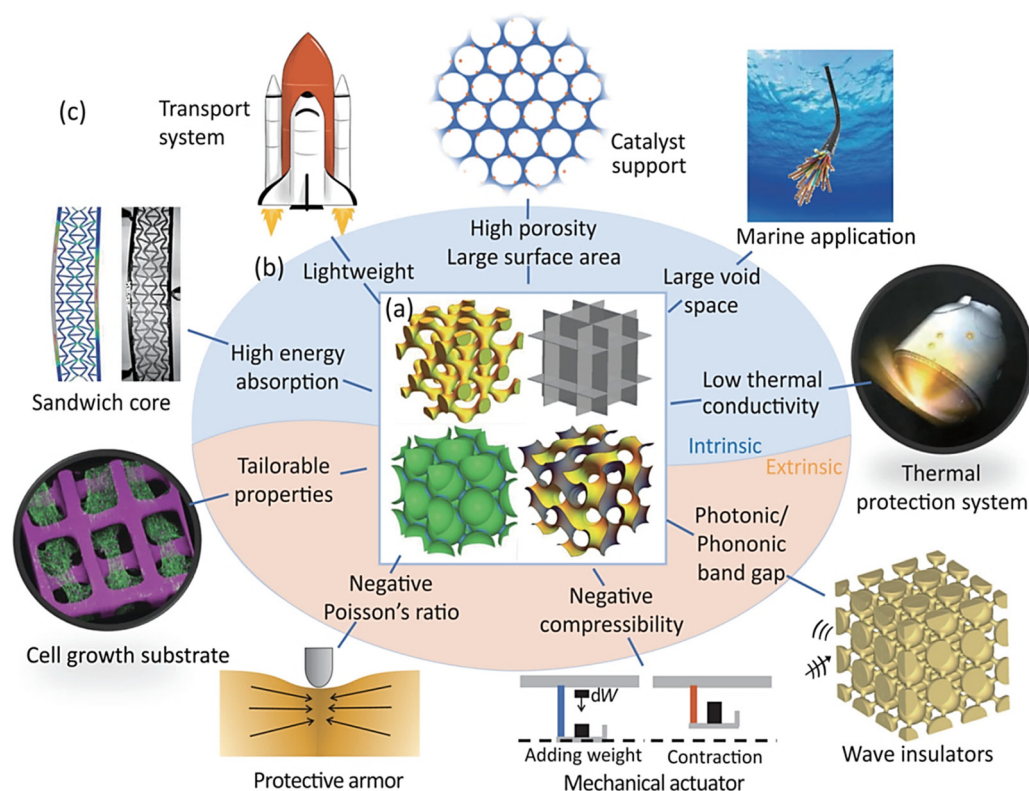 (c)
Transport
system
Catalyst
support
Marine application
(b)
Lightweight
High porosity
Large surface area
Large void
space
(a)
High energy
absorption
Sandwich core
Low thermal
conductivity
Intrinsic
Extrinsic
Thermal
protection system
Tailorable
properties
Photonic/
Phononic
band gap
Negative
Poisson's ratio
Negative
compressibility
Cell growth substrate
dW
Adding weight
Contraction
Protective armor
Mechanical actuator
Wave insulators